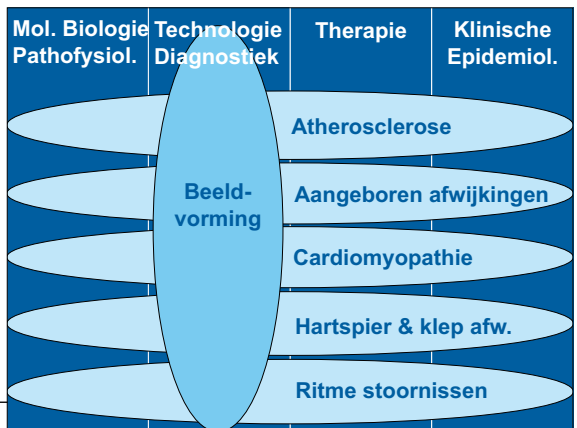 Mol. Biologie Technologie Therapie Klinische
Pathofysiol. Diagnostiek Epidemiol.
Atherosclerose
Beeld-
vorming
Aangeboren afwijkingen
Cardiomyopathie
Hartspier & klep afw.
Ritme stoornissen